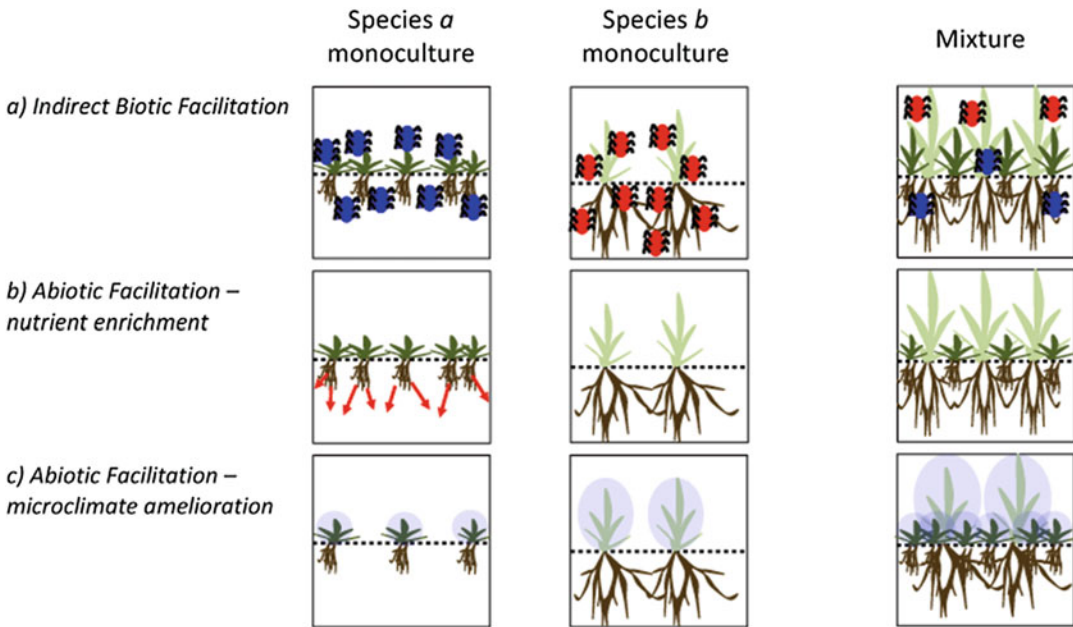 Species a
monoculture
Species b
monoculture
Mixture
a) Indirect Biotic Facilitation
b) Abiotic Facilitation –
nutrient enrichment
c) Abiotic Facilitation –
microclimate amelioration